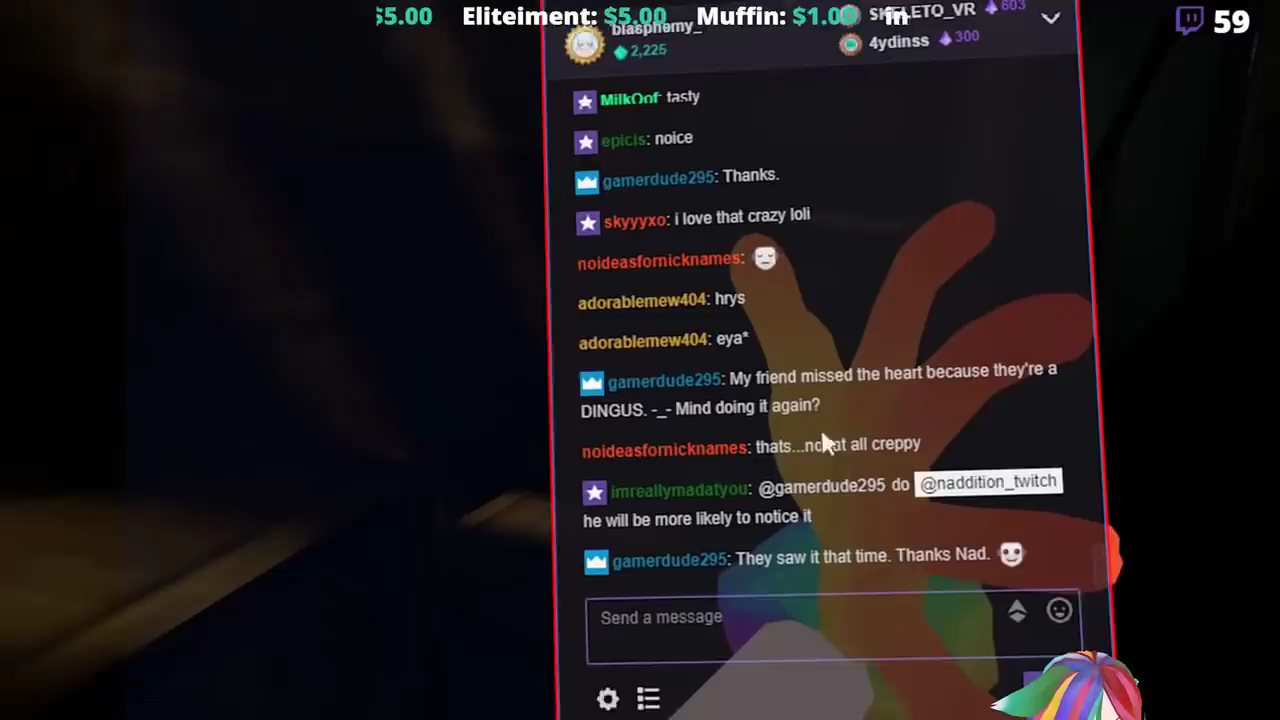 $5.00 Eliteiment: $5.00 Muffin: $1.00 in
59
blasphemy_
2,225
SKELETO_VR 603
4ydinss 300
MilkOof: tasty
epicis: noice
gamerdude295: Thanks.
skyyyxo: i love that crazy loli
noideasfornicknames:
adorablemew404: hrys
adorablemew404: eya*
gamerdude295: My friend missed the heart because they're a
DINGUS. -_- Mind doing it again?
noideasfornicknames: thats...not at all creppy
imreallymadatyou: @gamerdude295 do @naddition_twitch
he will be more likely to notice it
gamerdude295: They saw it that time. Thanks Nad.
Send a message